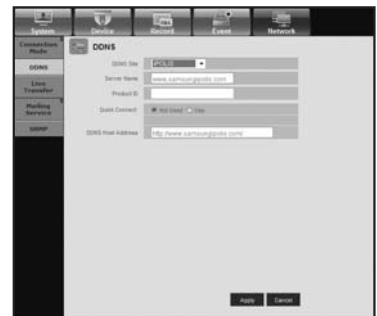 System Device Record Event Network
Connection
Mode
DDNS
Live
Transfer
Mailing
Service
SNMP
DDNS
DDNS Site iPOLIS
Server Name www.samsungipolis.com
Product ID
Quick Connect Not Used Use
DDNS Host Address http://www.samsungipolis.com/
Apply Cancel